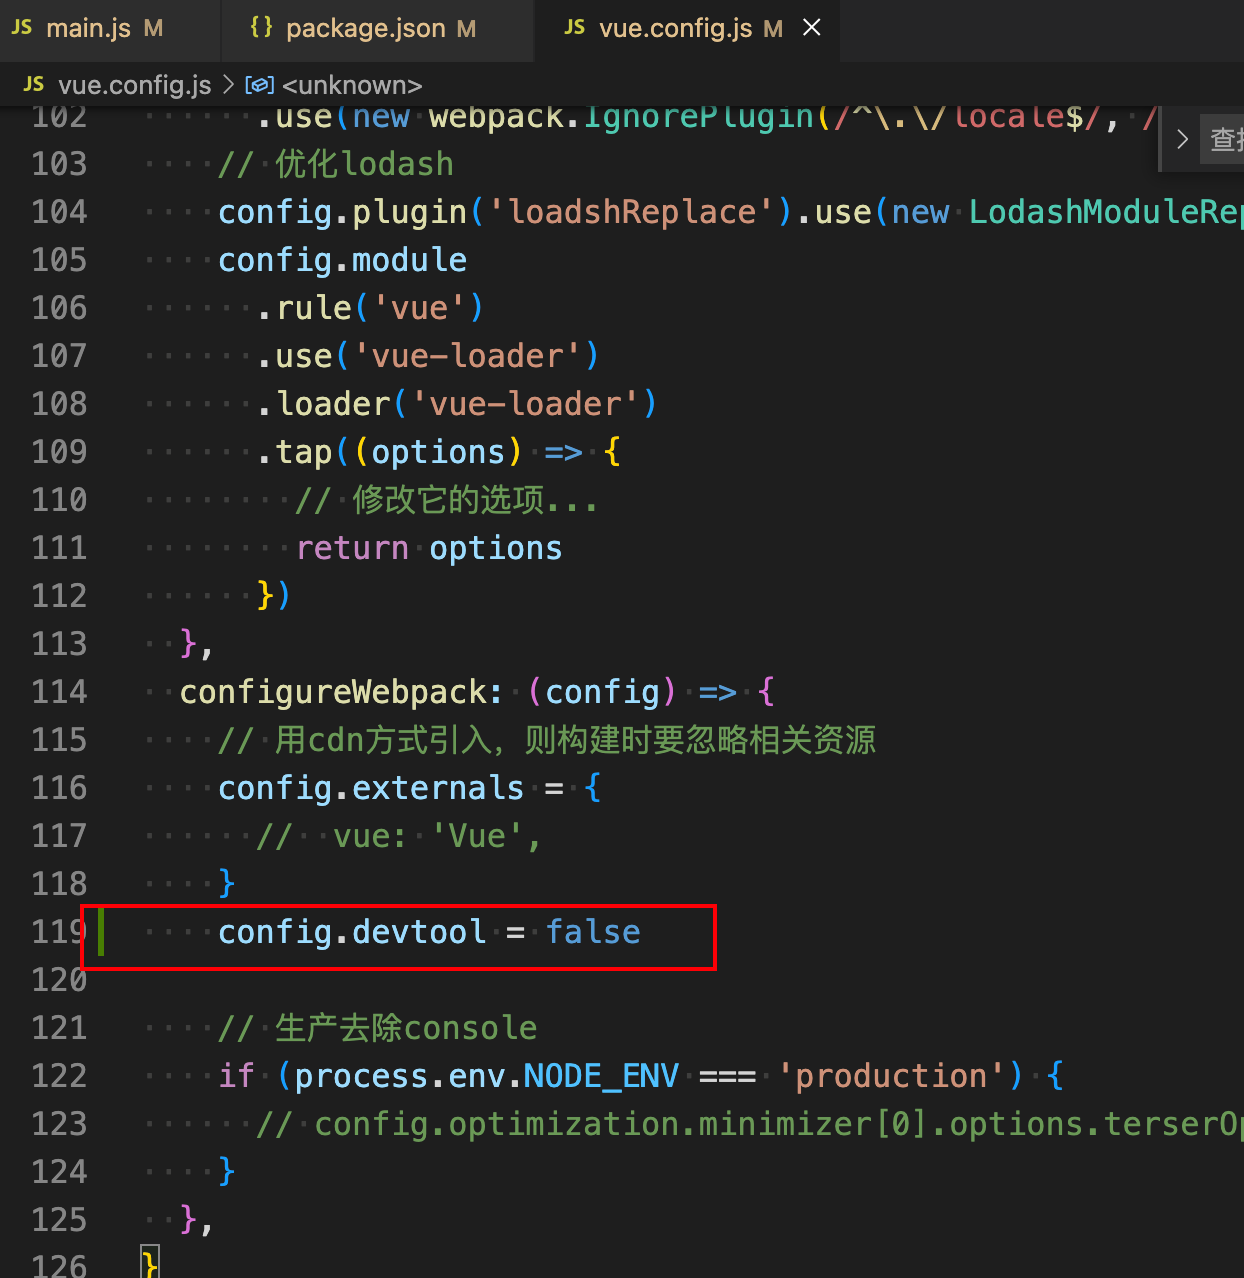 JS main.js M {} package.json M JS vue.config.js M ×
JS vue.config.js > <unknown>
102 .use(new webpack.IgnorePlugin(/^\.\/locale$/, /
> 查
103 // 优化lodash
104 config.plugin('loadshReplace').use(new LodashModuleRep
105 config.module
106 .rule('vue')
107 .use('vue-loader')
108 .loader('vue-loader')
109 .tap((options) => {
110 // 修改它的选项...
111 return options
112 })
113 },
114 configureWebpack: (config) => {
115 // 用cdn方式引入，则构建时要忽略相关资源
116 config.externals = {
117 // vue: 'Vue',
118 }
119 config.devtool = false
120
121 // 生产去除console
122 if (process.env.NODE_ENV === 'production') {
123 // config.optimization.minimizer[0].options.terserOp
124 }
125 },
126 }